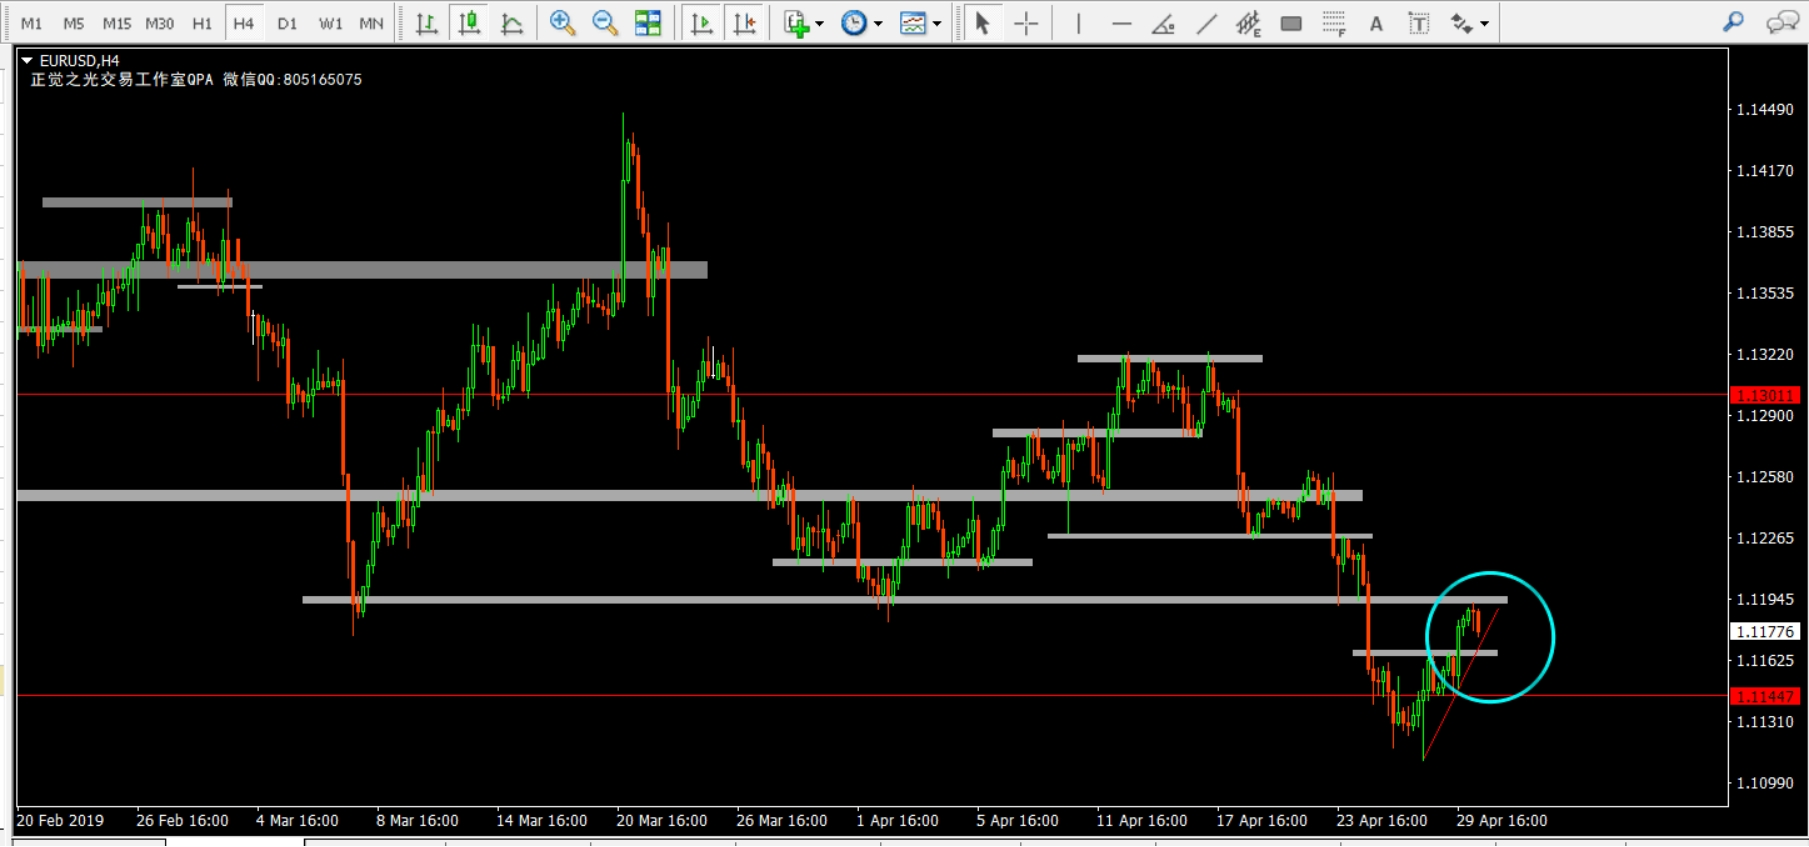 M1 M5 M15 M30 H1 H4 D1 W1 MN
E
F
A
T
EURUSD,H4
正觉之光交易工作室QPA 微信QQ:805165075
1.14490
1.14170
1.13855
1.13535
1.13220
1.13011
1.12900
1.12580
1.12265
1.11945
1.11776
1.11625
1.11447
1.11310
1.10990
20 Feb 2019 26 Feb 16:00 4 Mar 16:00 8 Mar 16:00 14 Mar 16:00 20 Mar 16:00 26 Mar 16:00 1 Apr 16:00 5 Apr 16:00 11 Apr 16:00 17 Apr 16:00 23 Apr 16:00 29 Apr 16:00